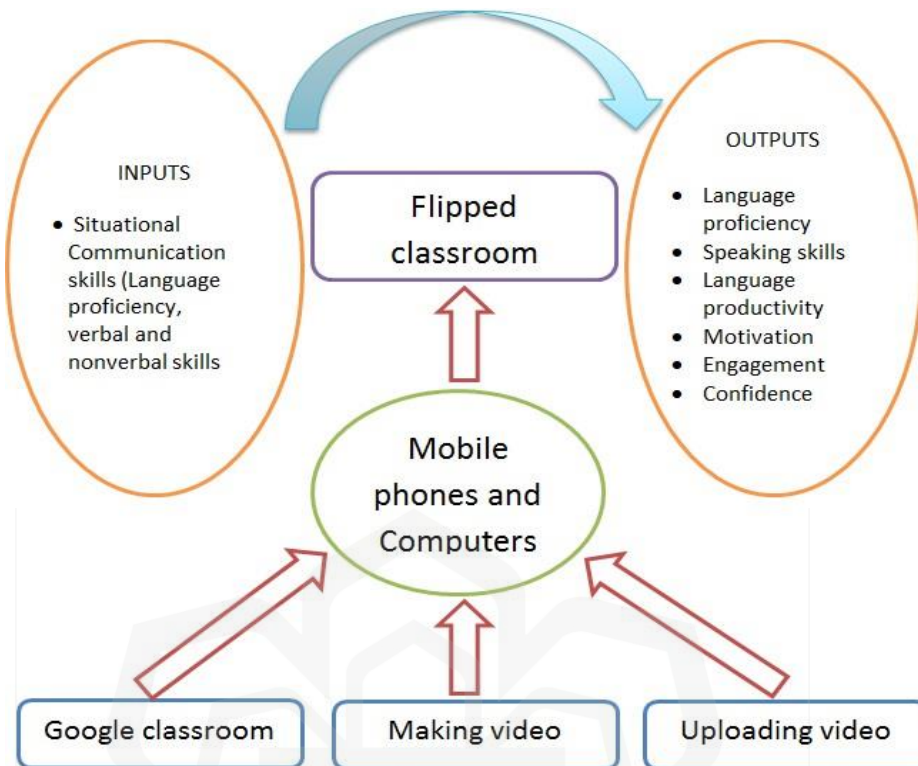 INPUTS
• Situational
Communication
skills (Language
proficiency,
verbal and
nonverbal skills
Flipped
classroom
OUTPUTS
• Language
proficiency
• Speaking skills
• Language
productivity
• Motivation
• Engagement
• Confidence
Mobile
phones and
Computers
Google classroom
Making video
Uploading video